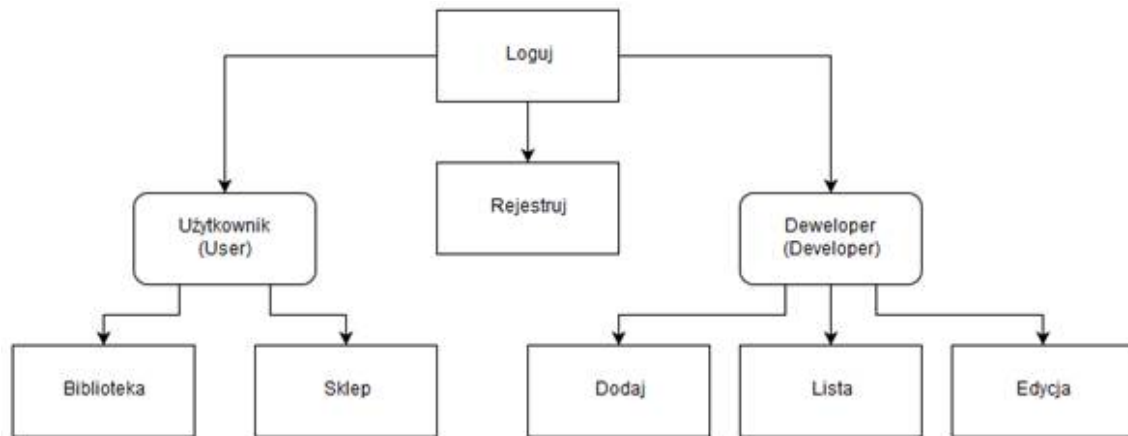 Loguj
Rejestruj
Użytkownik
(User)
Deweloper
(Developer)
Biblioteka
Sklep
Dodaj
Lista
Edycja